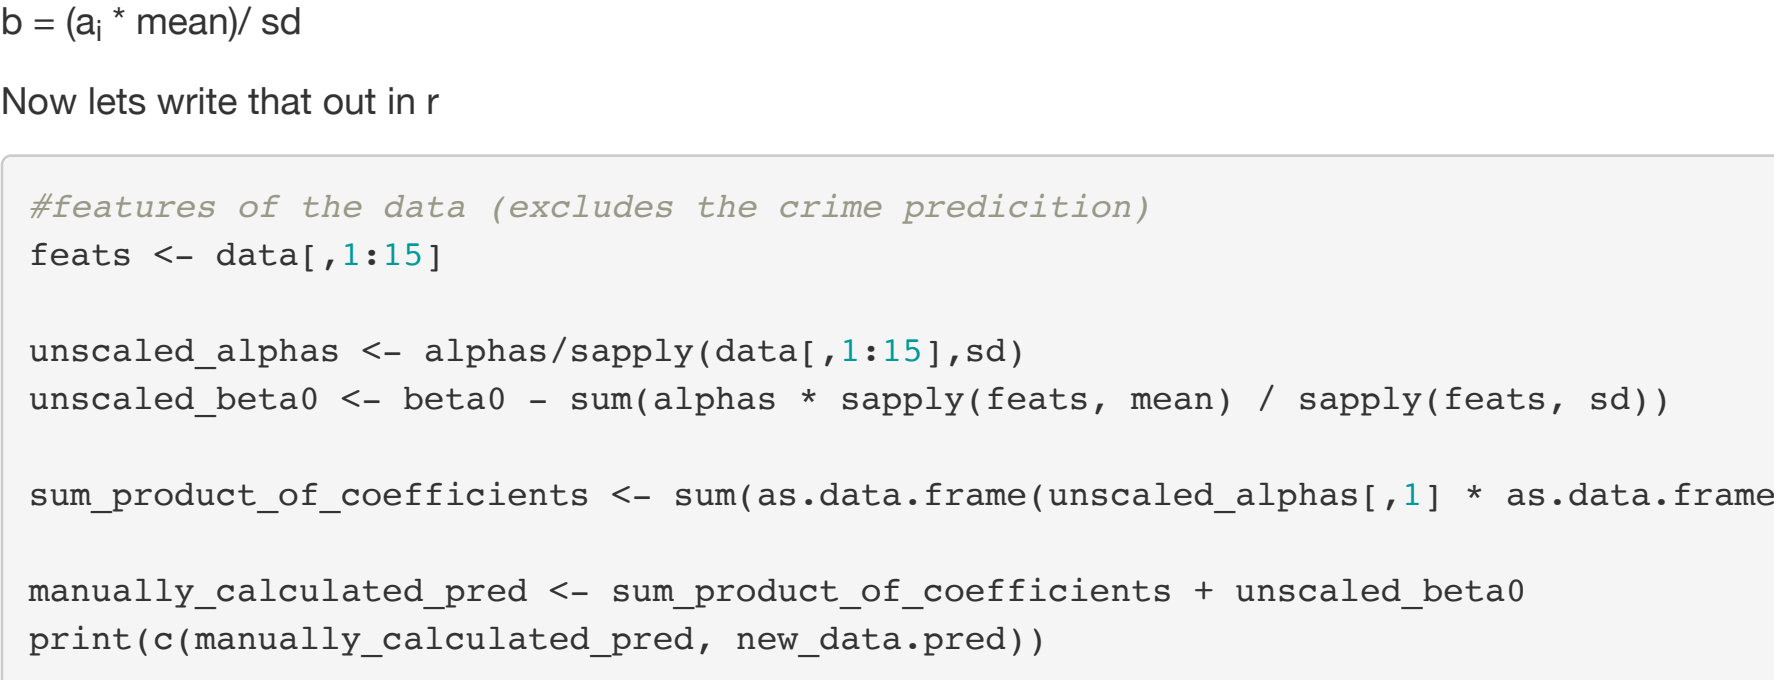 b = (aᵢ * mean)/ sd
Now lets write that out in r
#features of the data (excludes the crime predicition)
feats <- data[,1:15]
unscaled_alphas <- alphas/sapply(data[,1:15],sd)
unscaled_beta0 <- beta0 - sum(alphas * sapply(feats, mean) / sapply(feats, sd))
sum_product_of_coefficients <- sum(as.data.frame(unscaled_alphas[,1] * as.data.frame
manually_calculated_pred <- sum_product_of_coefficients + unscaled_beta0
print(c(manually_calculated_pred, new_data.pred))